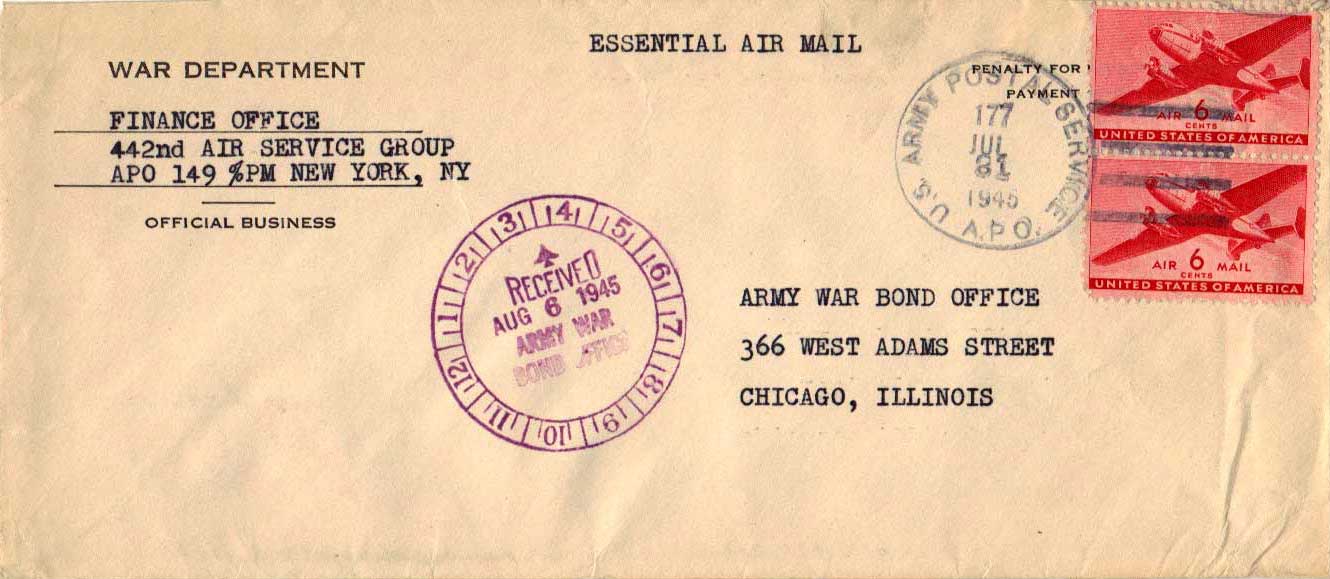 WAR DEPARTMENT
FINANCE OFFICE
442nd AIR SERVICE GROUP
APO 149 %PM NEW YORK, NY
OFFICIAL BUSINESS
ESSENTIAL AIR MAIL
PENALTY FOR
PAYMENT
U.S. ARMY POSTAL SERVICE
177
JUL
1945
A.P.O.
AIR 6 MAIL
CENTS
UNITED STATES OF AMERICA
AIR 6 MAIL
CENTS
UNITED STATES OF AMERICA
1 2 3 4 5 6 7 8 9 10 11 12
RECEIVED
AUG 6 1945
ARMY WAR
BOND OFFICE
ARMY WAR BOND OFFICE
366 WEST ADAMS STREET
CHICAGO, ILLINOIS